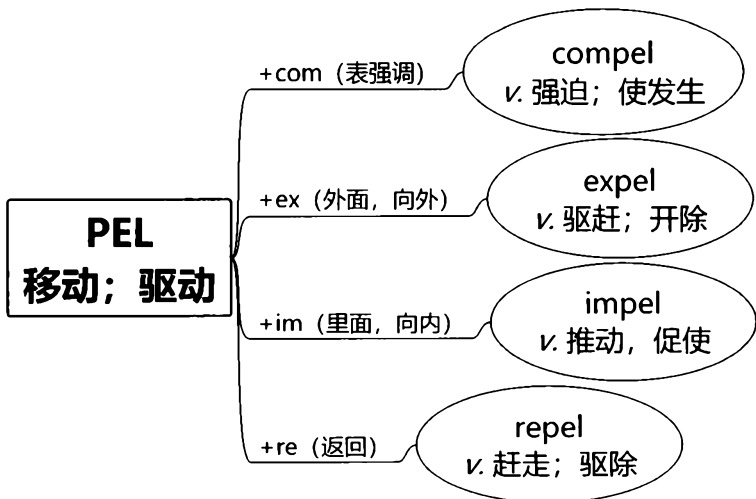 PEL
移动；驱动
+com（表强调）
compel
v. 强迫；使发生
+ex（外面，向外）
expel
v. 驱赶；开除
+im（里面，向内）
impel
v. 推动，促使
+re（返回）
repel
v. 赶走；驱除